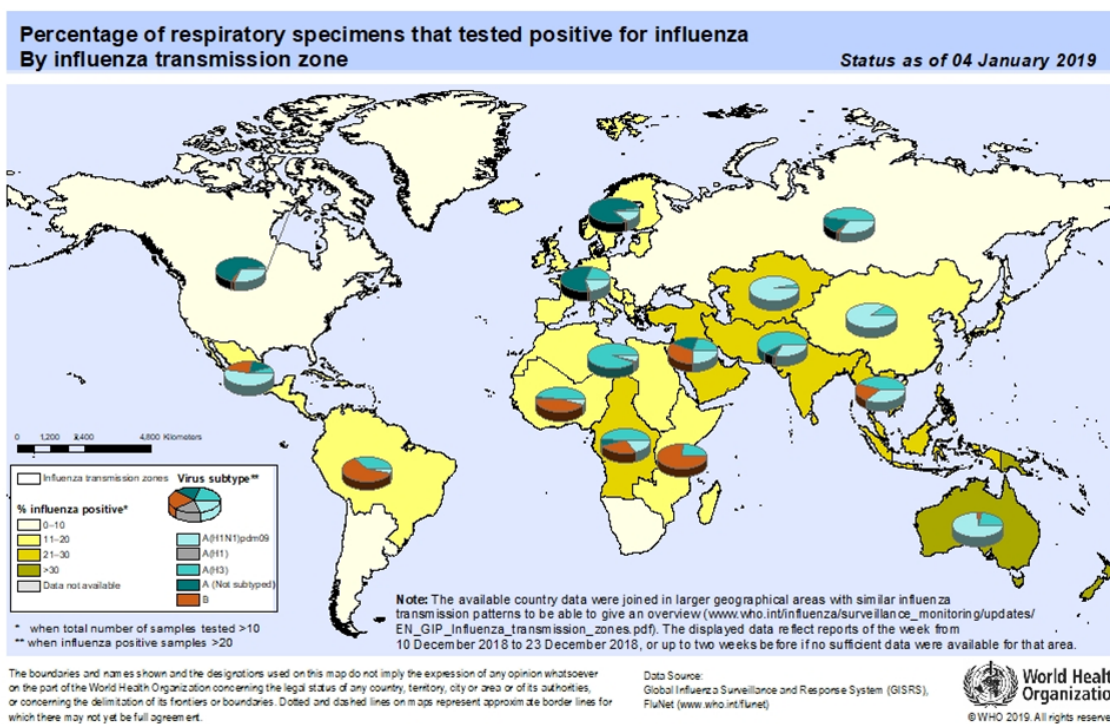 Percentage of respiratory specimens that tested positive for influenza
By influenza transmission zone
Status as of 04 January 2019
0 1,200 2,400 4,800 Kilometers
Influenza transmission zones
% influenza positive*
0–10
11–20
21–30
>30
Data not available
Virus subtype**
A(H1N1)pdm09
A(H1)
A(H3)
A (Not subtyped)
B
* when total number of samples tested >10
** when influenza positive samples >20
Note: The available country data were joined in larger geographical areas with similar influenza
transmission patterns to be able to give an overview (www.who.int/influenza/surveillance_monitoring/updates/
EN_GIP_Influenza_transmission_zones.pdf). The displayed data reflect reports of the week from
10 December 2018 to 23 December 2018, or up to two weeks before if no sufficient data were available for that area.
The boundaries and names shown and the designations used on this map do not imply the expression of any opinion whatsoever
on the part of the World Health Organization concerning the legal status of any country, territory, city or area or of its authorities,
or concerning the delimitation of its frontiers or boundaries. Dotted and dashed lines on maps represent approximate border lines for
which there may not yet be full agreement.
Data Source:
Global Influenza Surveillance and Response System (GISRS),
FluNet (www.who.int/flunet)
World Healt
Organizatio
© WHO 2019. All rights reserve